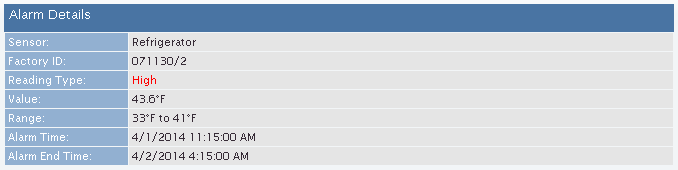 Alarm Details
Sensor: Refrigerator
Factory ID: 071130/2
Reading Type: High
Value: 43.6°F
Range: 33°F to 41°F
Alarm Time: 4/1/2014 11:15:00 AM
Alarm End Time: 4/2/2014 4:15:00 AM